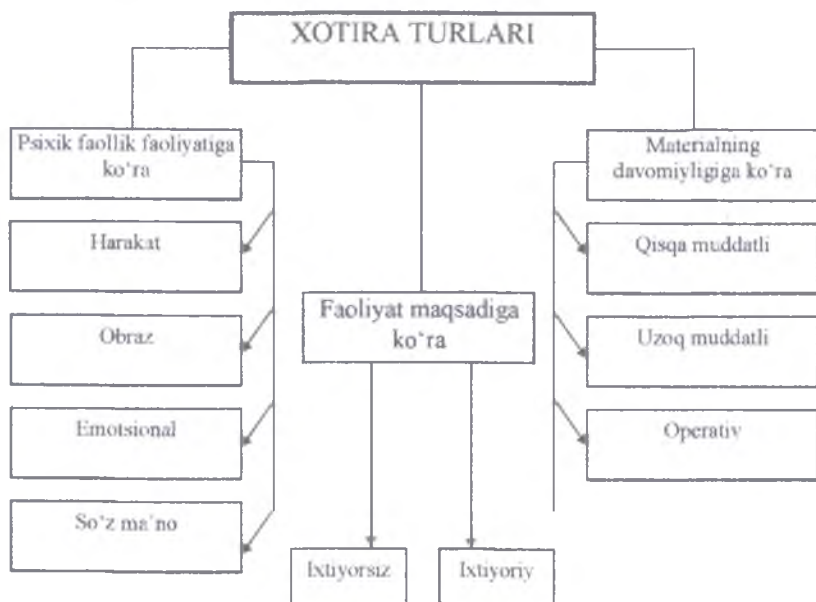 XOTIRA TURLARI
Psixik faollik faoliyatiga
ko‘ra
Harakat
Obraz
Emotsional
So‘z ma’no
Faoliyat maqsadiga
ko‘ra
Ixtiyorsiz
Ixtiyoriy
Materialning
davomiyligiga ko‘ra
Qisqa muddatli
Uzoq muddatli
Operativ